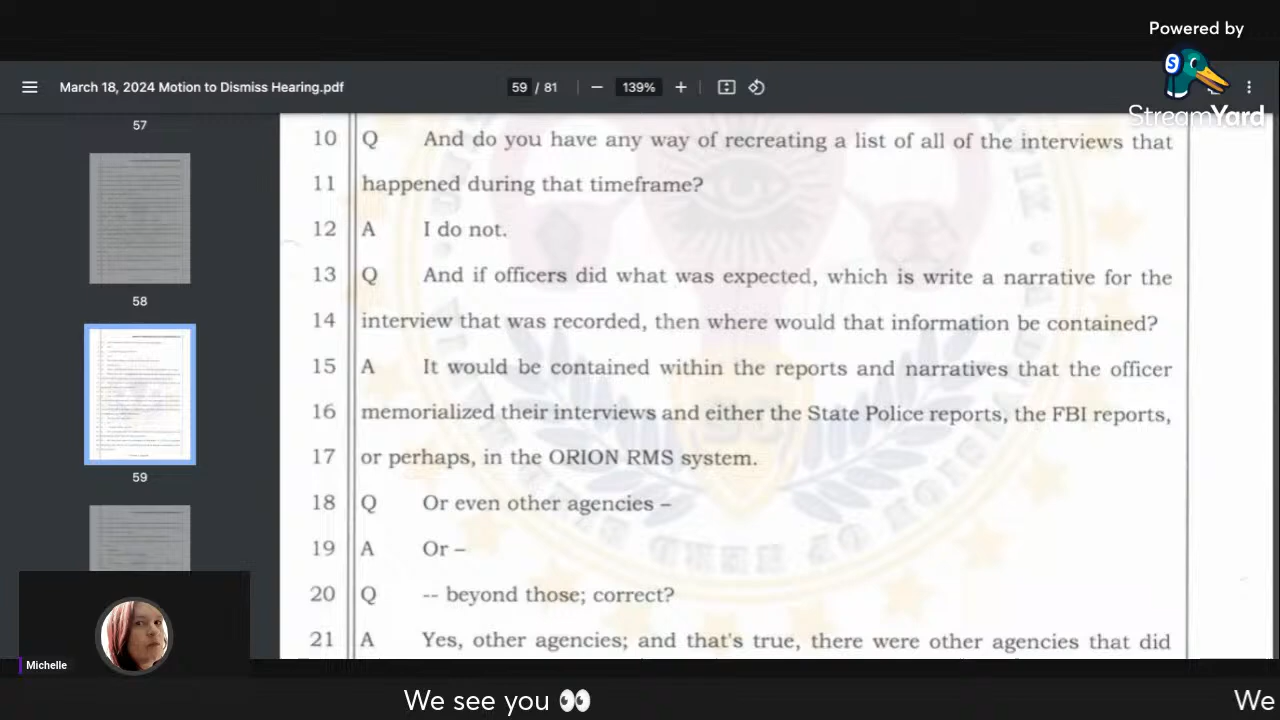 Powered by
StreamYard
March 18, 2024 Motion to Dismiss Hearing.pdf
59 / 81
139%
57
58
59
10 Q And do you have any way of recreating a list of all of the interviews that
11 happened during that timeframe?
12 A I do not.
13 Q And if officers did what was expected, which is write a narrative for the
14 interview that was recorded, then where would that information be contained?
15 A It would be contained within the reports and narratives that the officer
16 memorialized their interviews and either the State Police reports, the FBI reports,
17 or perhaps, in the ORION RMS system.
18 Q Or even other agencies –
19 A Or –
20 Q -- beyond those; correct?
21 A Yes, other agencies; and that's true, there were other agencies that did
Michelle
We see you 👀
We